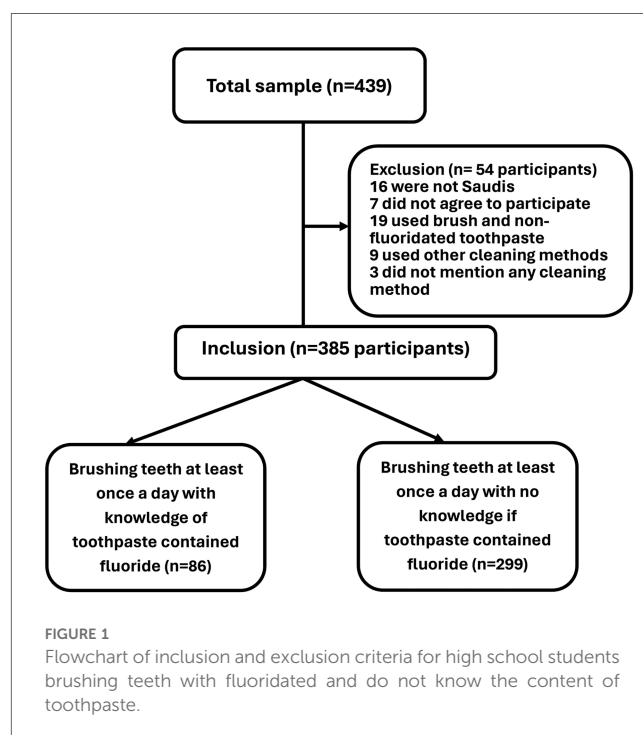 Total sample (n=439)
Exclusion (n= 54 participants)
16 were not Saudis
7 did not agree to participate
19 used brush and non-
fluoridated toothpaste
9 used other cleaning methods
3 did not mention any cleaning
method
Inclusion (n=385 participants)
Brushing teeth at least
once a day with
knowledge of
toothpaste contained
fluoride (n=86)
Brushing teeth at least
once a day with no
knowledge if
toothpaste contained
fluoride (n=299)
FIGURE 1
Flowchart of inclusion and exclusion criteria for high school students
brushing teeth with fluoridated and do not know the content of
toothpaste.